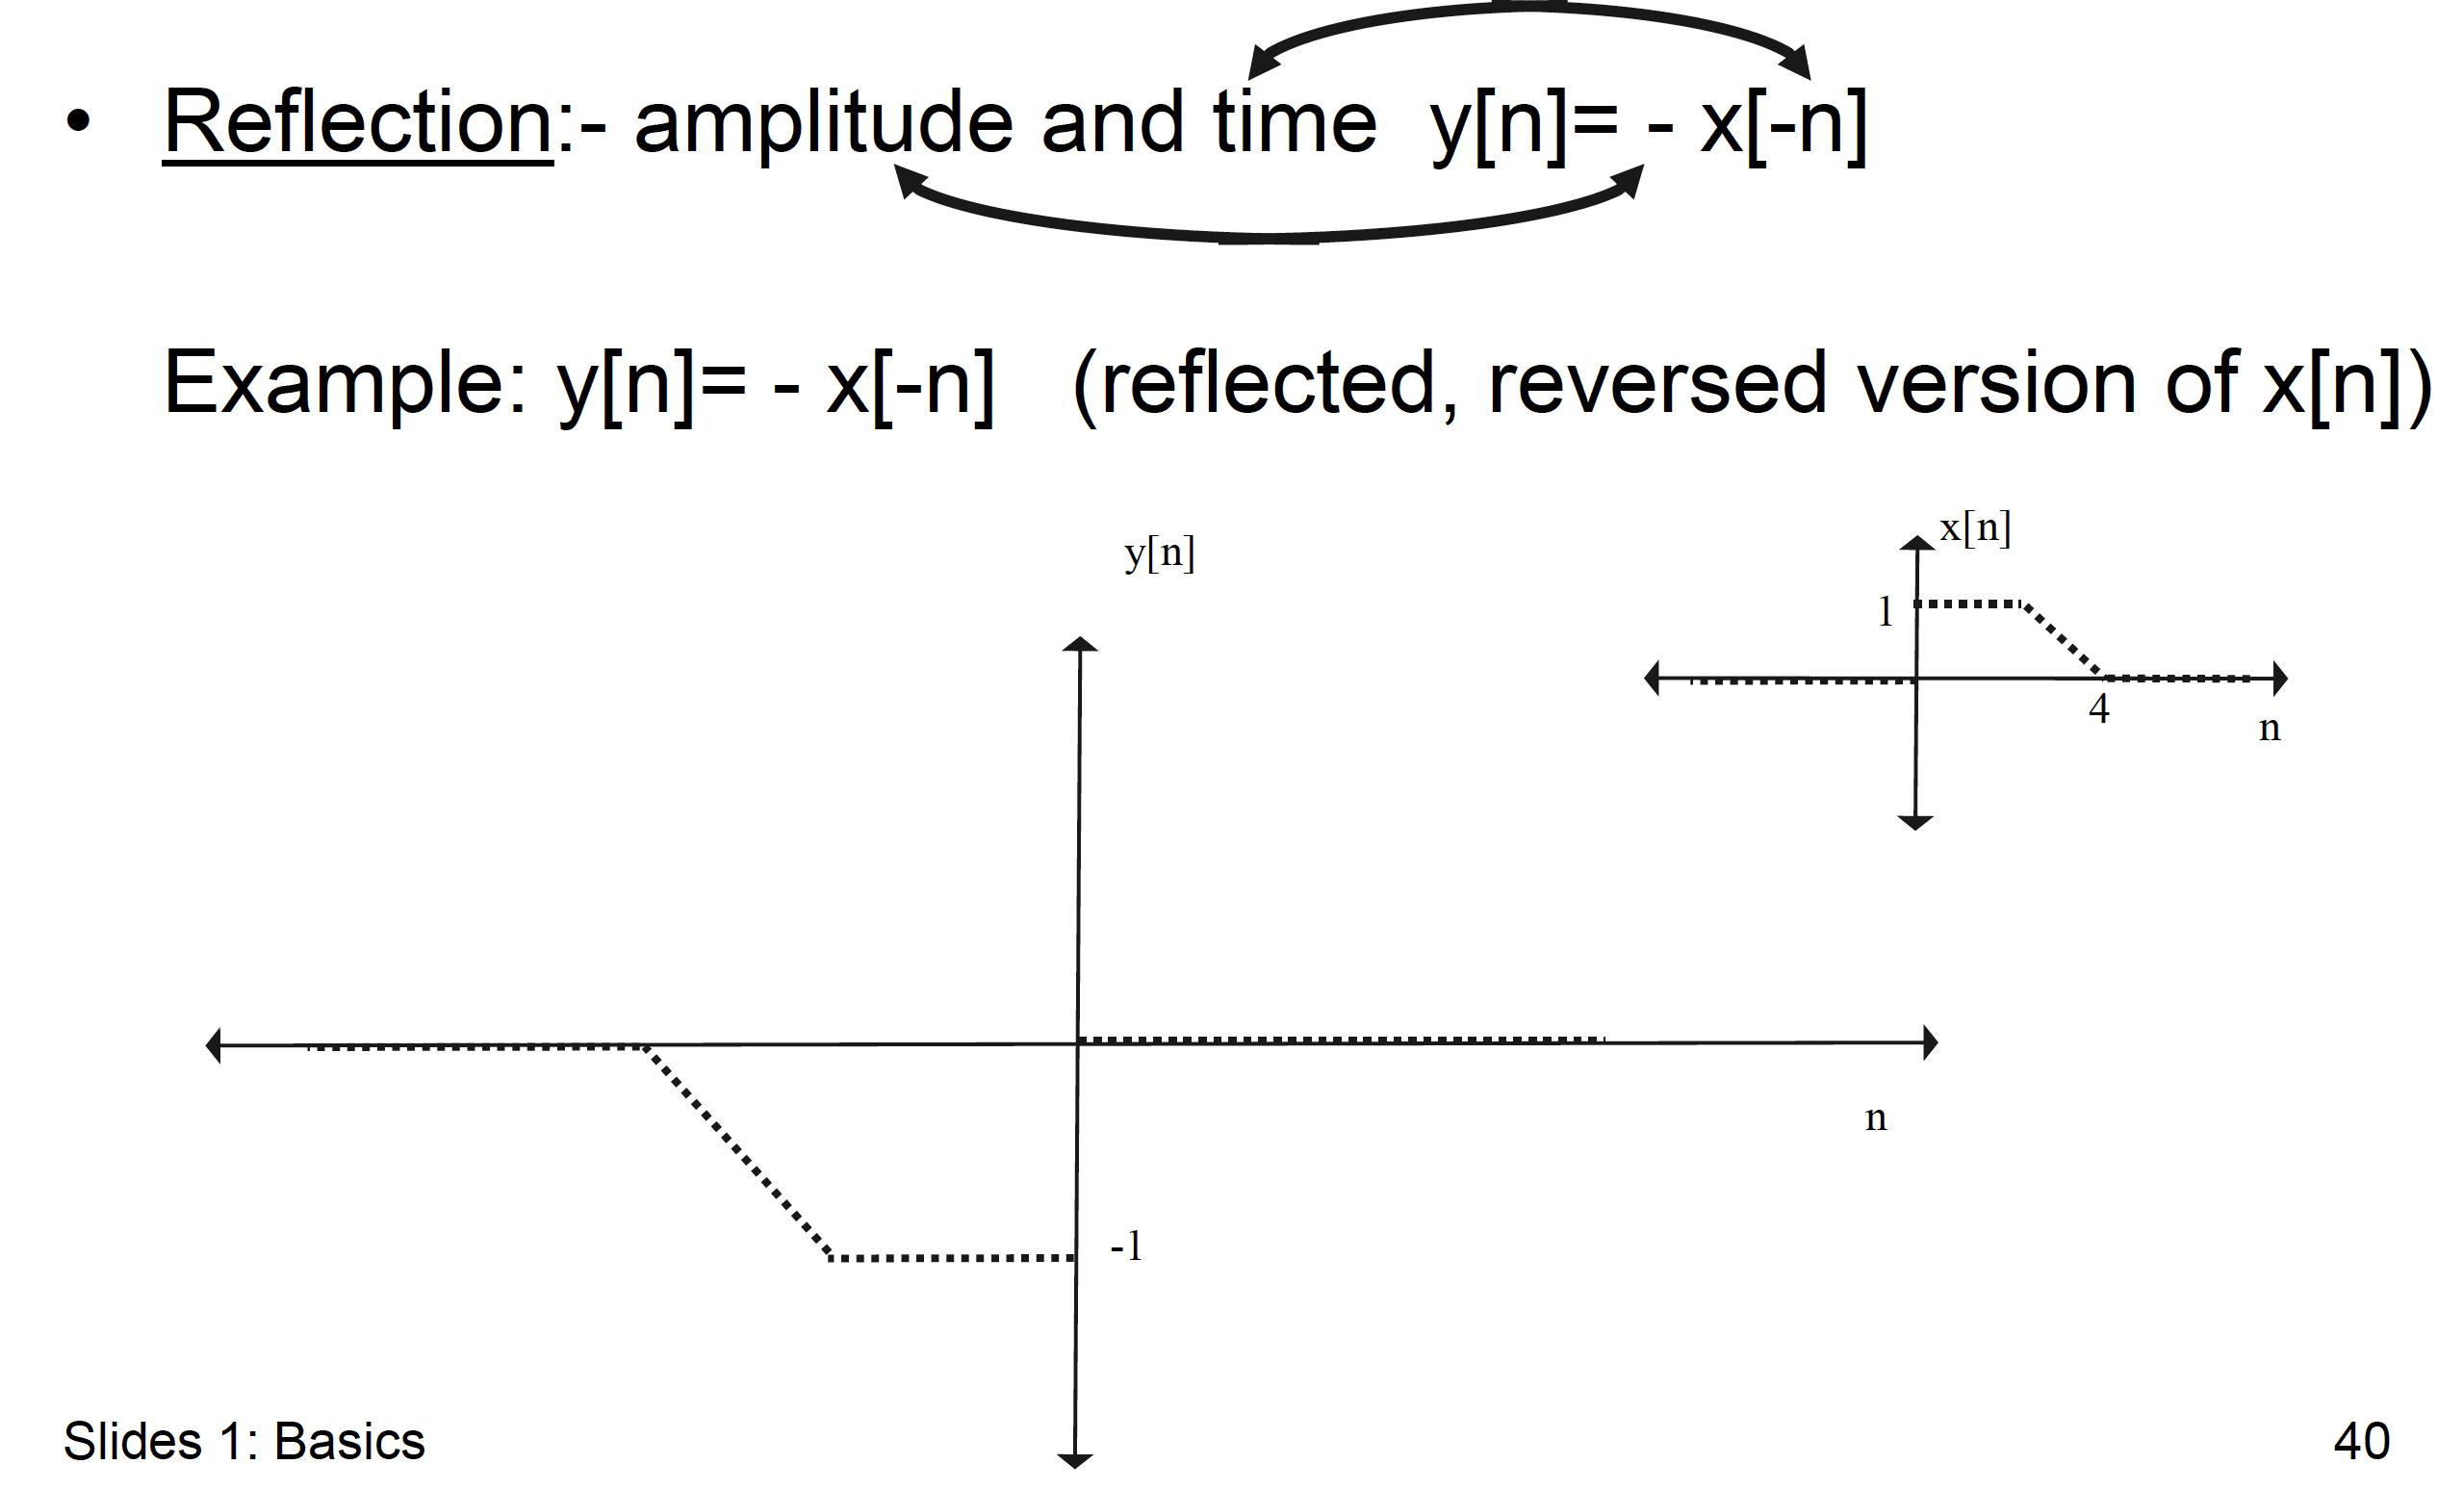 • Reflection:- amplitude and time y[n]= - x[-n]
Example: y[n]= - x[-n] (reflected, reversed version of x[n])
y[n]
x[n]
1
4
n
n
-1
Slides 1: Basics
40